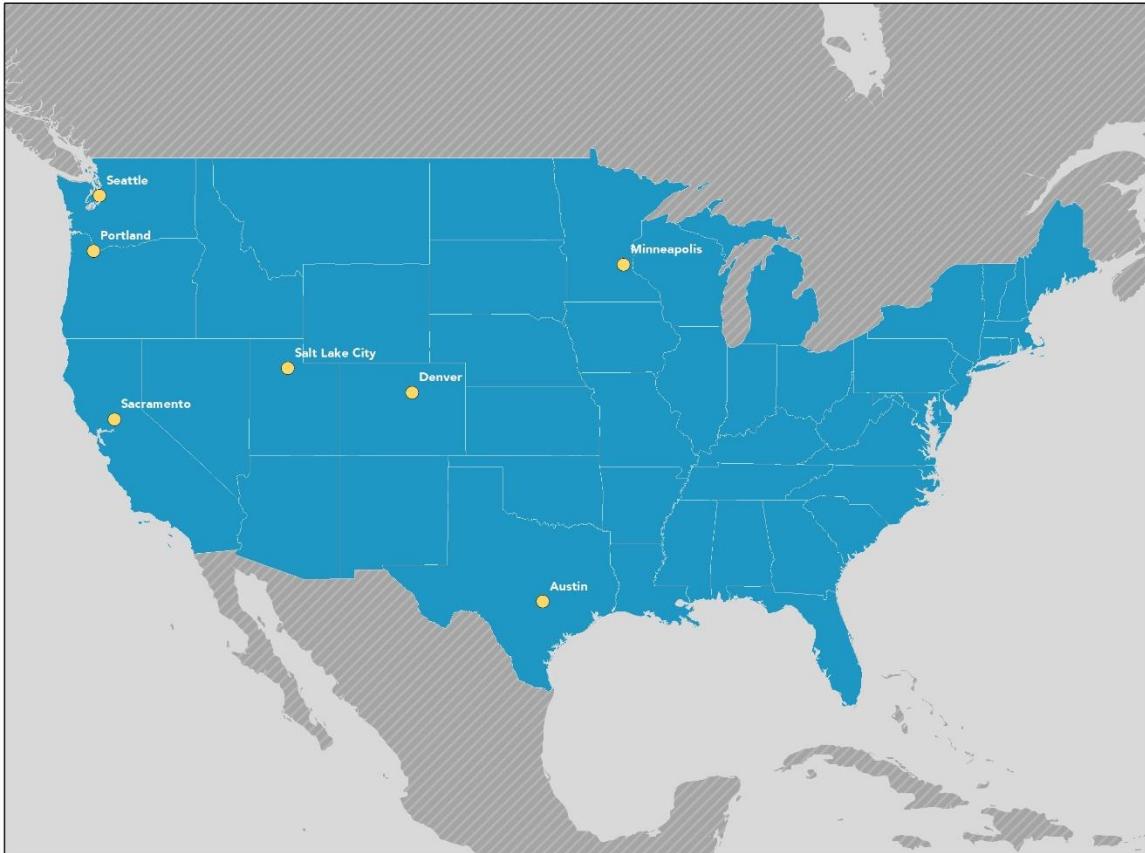 Seattle
Portland
Minneapolis
Salt Lake City
Denver
Sacramento
Austin